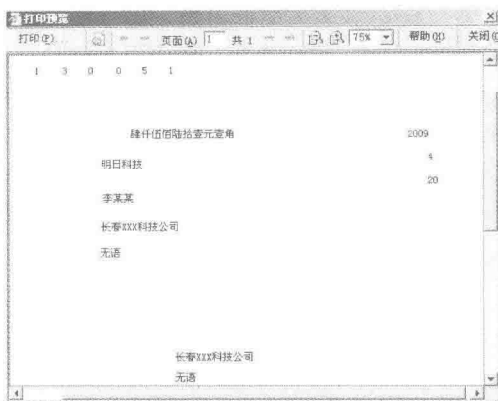 打印预览
打印(P)... 页面(A) 1 共 1 75% 帮助(H) 关闭(C
1 3 0 0 5 1
肆仟伍佰陆拾壹元壹角 2009
4
明日科技
20
李某某
长春XXX科技公司
无语
长春XXX科技公司
无语